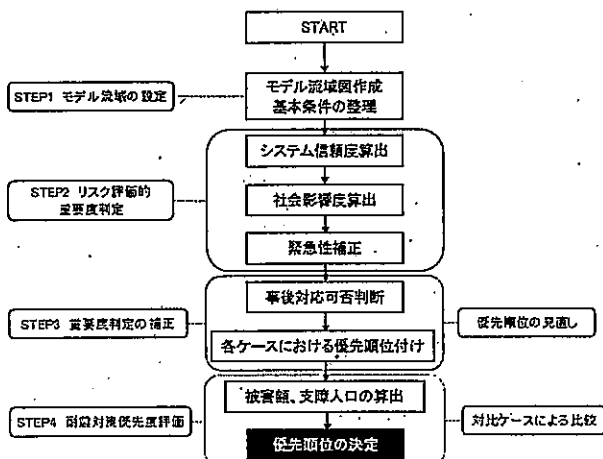 START
STEP1 モデル流域の設定
モデル流域図作成
基本条件の整理
システム信頼度算出
STEP2 リスク評価的
重要度判定
社会影響度算出
緊急性補正
事後対応可否判断
STEP3 重要度判定の補正
優先順位の見直し
各ケースにおける優先順位付け
被害額、支障人口の算出
STEP4 耐震対策優先度評価
対比ケースによる比較
優先順位の決定